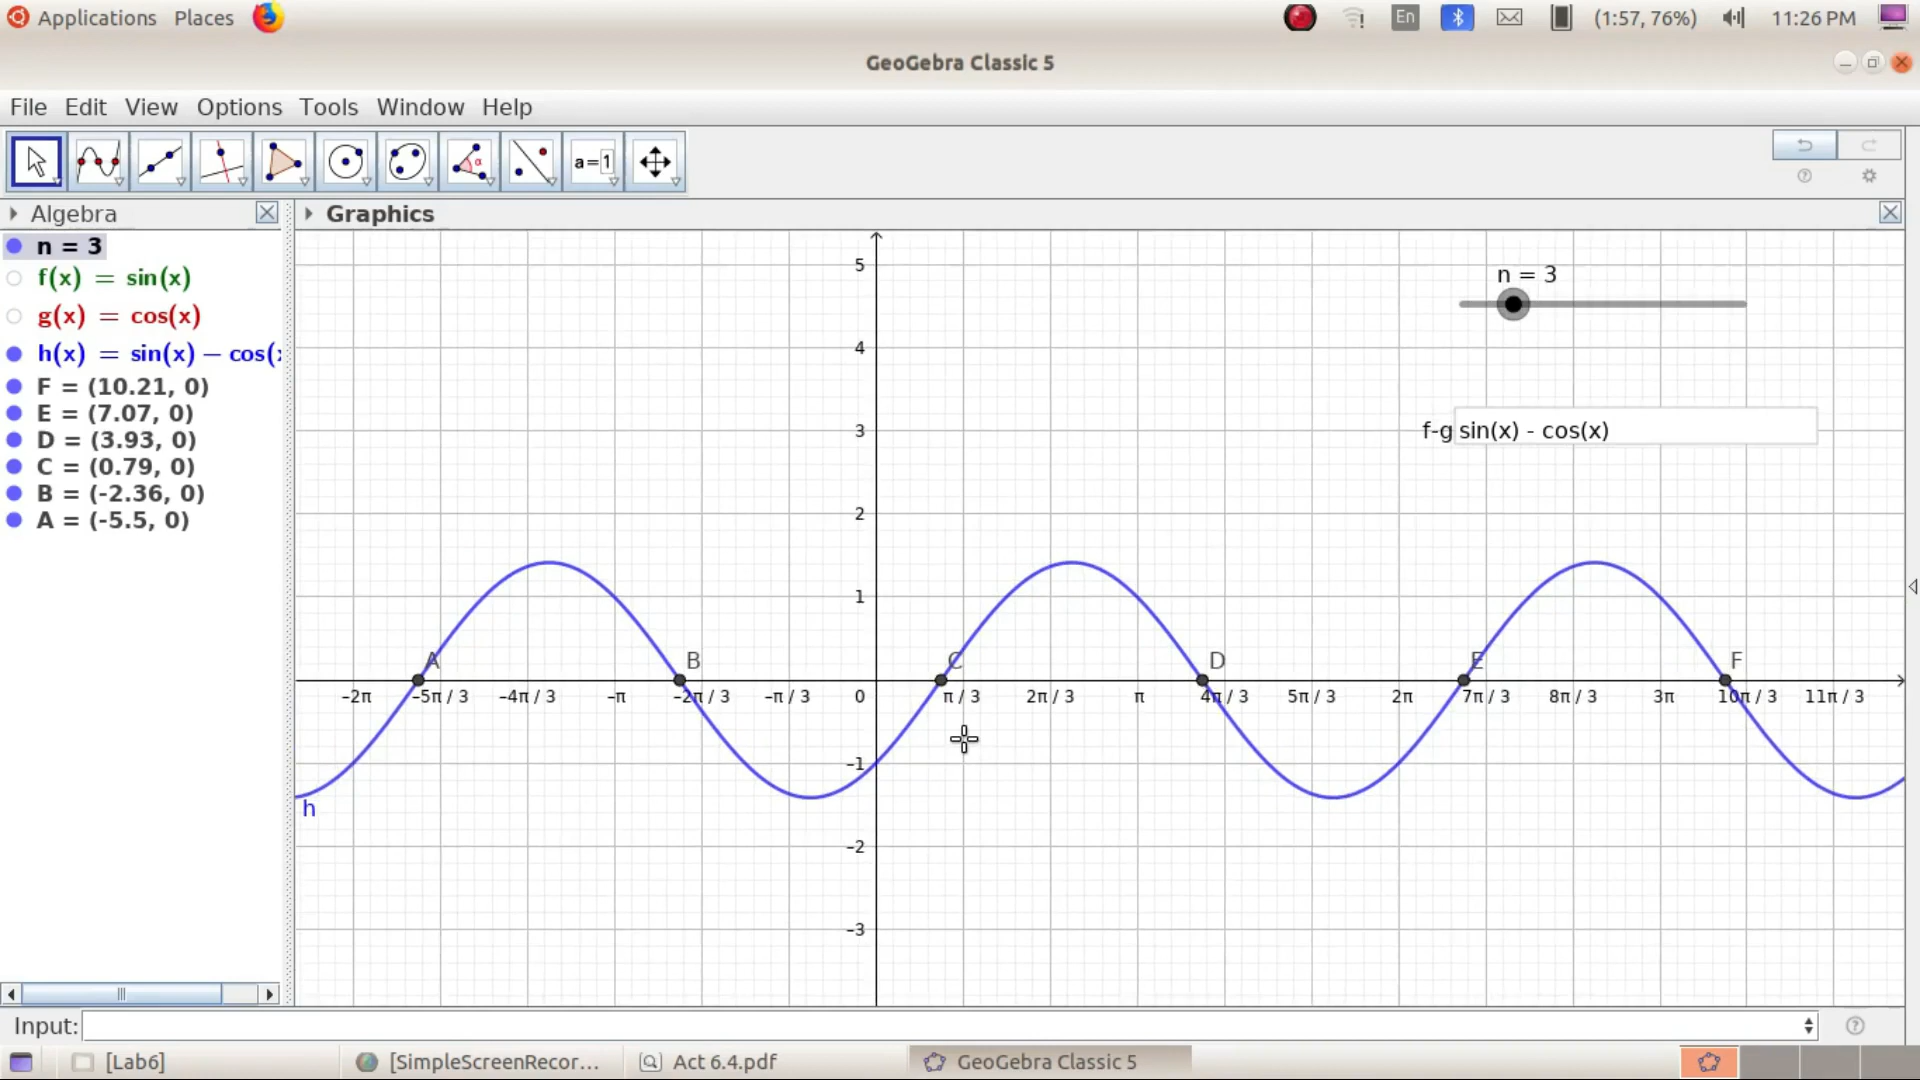 Applications Places En (1:57, 76%) 11:26 PM
GeoGebra Classic 5
File Edit View Options Tools Window Help
α a=1
Algebra
Graphics
n = 3
f(x) = sin(x)
g(x) = cos(x)
h(x) = sin(x) − cos(
F = (10.21, 0)
E = (7.07, 0)
D = (3.93, 0)
C = (0.79, 0)
B = (-2.36, 0)
A = (-5.5, 0)
n = 3
f-g sin(x) - cos(x)
5
4
3
2
1
A B C D E F
-2π -5π / 3 -4π / 3 -π -2π / 3 -π / 3 0 π / 3 2π / 3 π 4π / 3 5π / 3 2π 7π / 3 8π / 3 3π 10π / 3 11π / 3
-1
h
-2
-3
Input:
[Lab6] [SimpleScreenRecor... Act 6.4.pdf GeoGebra Classic 5